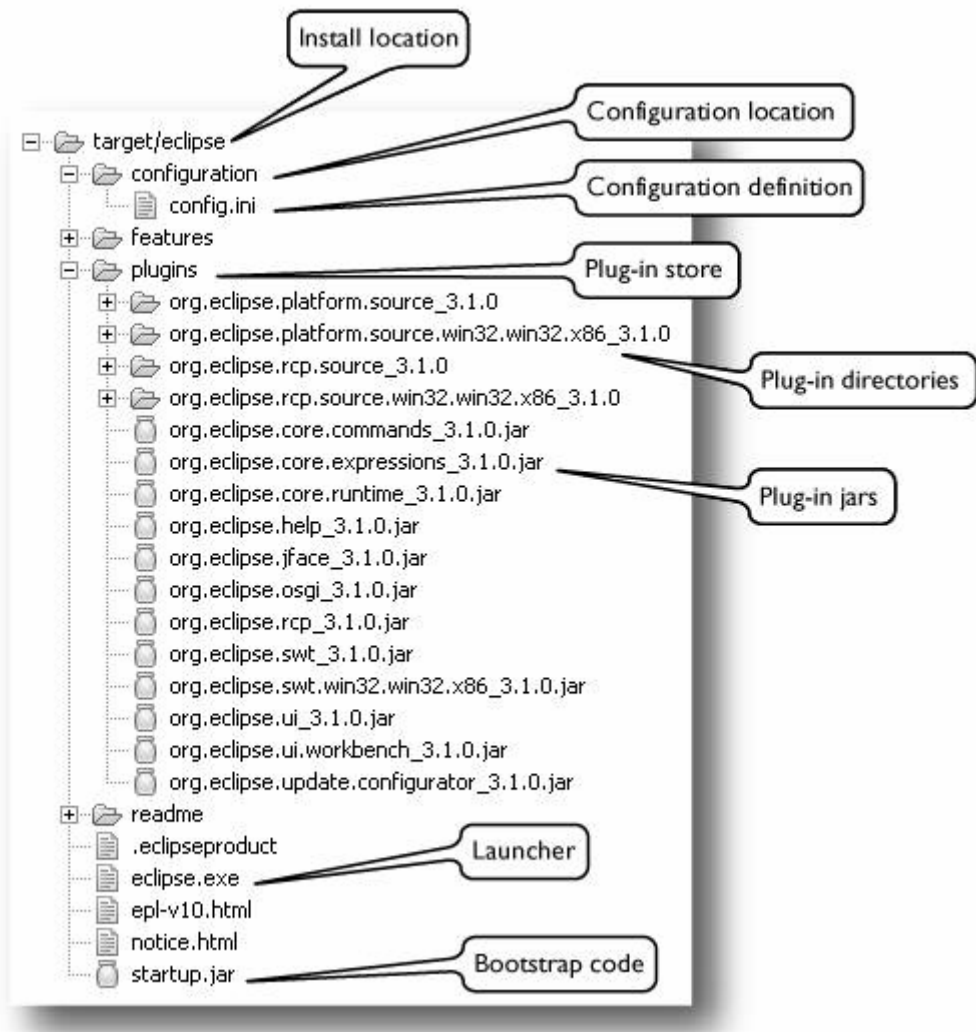 Install location
target/eclipse
Configuration location
configuration
Configuration definition
config.ini
features
plugins
Plug-in store
org.eclipse.platform.source_3.1.0
org.eclipse.platform.source.win32.win32.x86_3.1.0
org.eclipse.rcp.source_3.1.0
Plug-in directories
org.eclipse.rcp.source.win32.win32.x86_3.1.0
org.eclipse.core.commands_3.1.0.jar
org.eclipse.core.expressions_3.1.0.jar
org.eclipse.core.runtime_3.1.0.jar
Plug-in jars
org.eclipse.help_3.1.0.jar
org.eclipse.jface_3.1.0.jar
org.eclipse.osgi_3.1.0.jar
org.eclipse.rcp_3.1.0.jar
org.eclipse.swt_3.1.0.jar
org.eclipse.swt.win32.win32.x86_3.1.0.jar
org.eclipse.ui_3.1.0.jar
org.eclipse.ui.workbench_3.1.0.jar
org.eclipse.update.configurator_3.1.0.jar
readme
.eclipseproduct
Launcher
eclipse.exe
epl-v10.html
notice.html
Bootstrap code
startup.jar